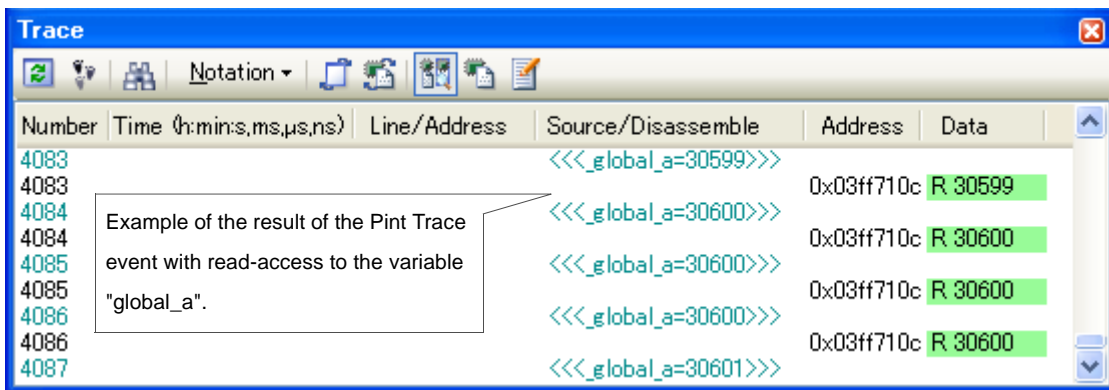 Trace
Notation
Number Time (h:min:s,ms,μs,ns) Line/Address Source/Disassemble Address Data
4083 <<<_global_a=30599>>>
4083 0x03ff710c R 30599
4084 <<<_global_a=30600>>>
4084 0x03ff710c R 30600
4085 <<<_global_a=30600>>>
4085 0x03ff710c R 30600
4086 <<<_global_a=30600>>>
4086 0x03ff710c R 30600
4087 <<<_global_a=30601>>>
Example of the result of the Pint Trace
event with read-access to the variable
"global_a".